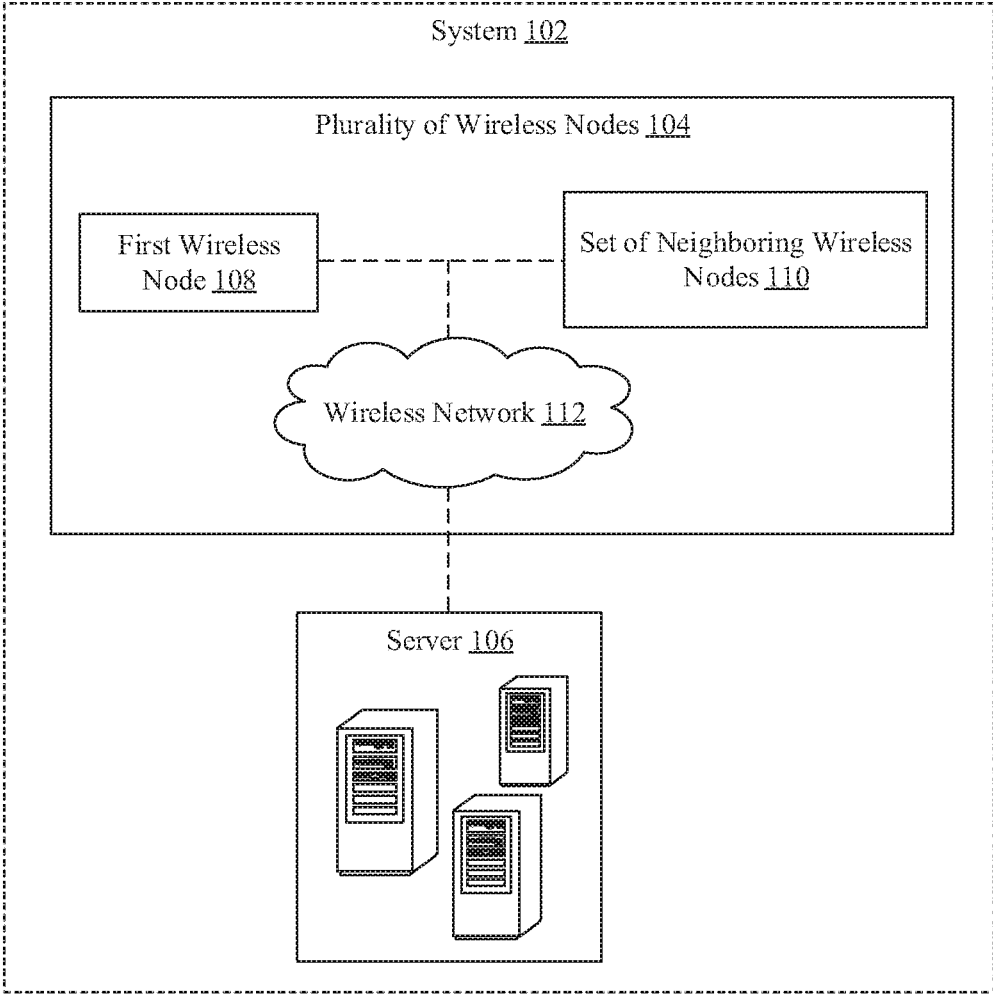 System 102
Plurality of Wireless Nodes 104
First Wireless
Node 108
Set of Neighboring Wireless
Nodes 110
Wireless Network 112
Server 106